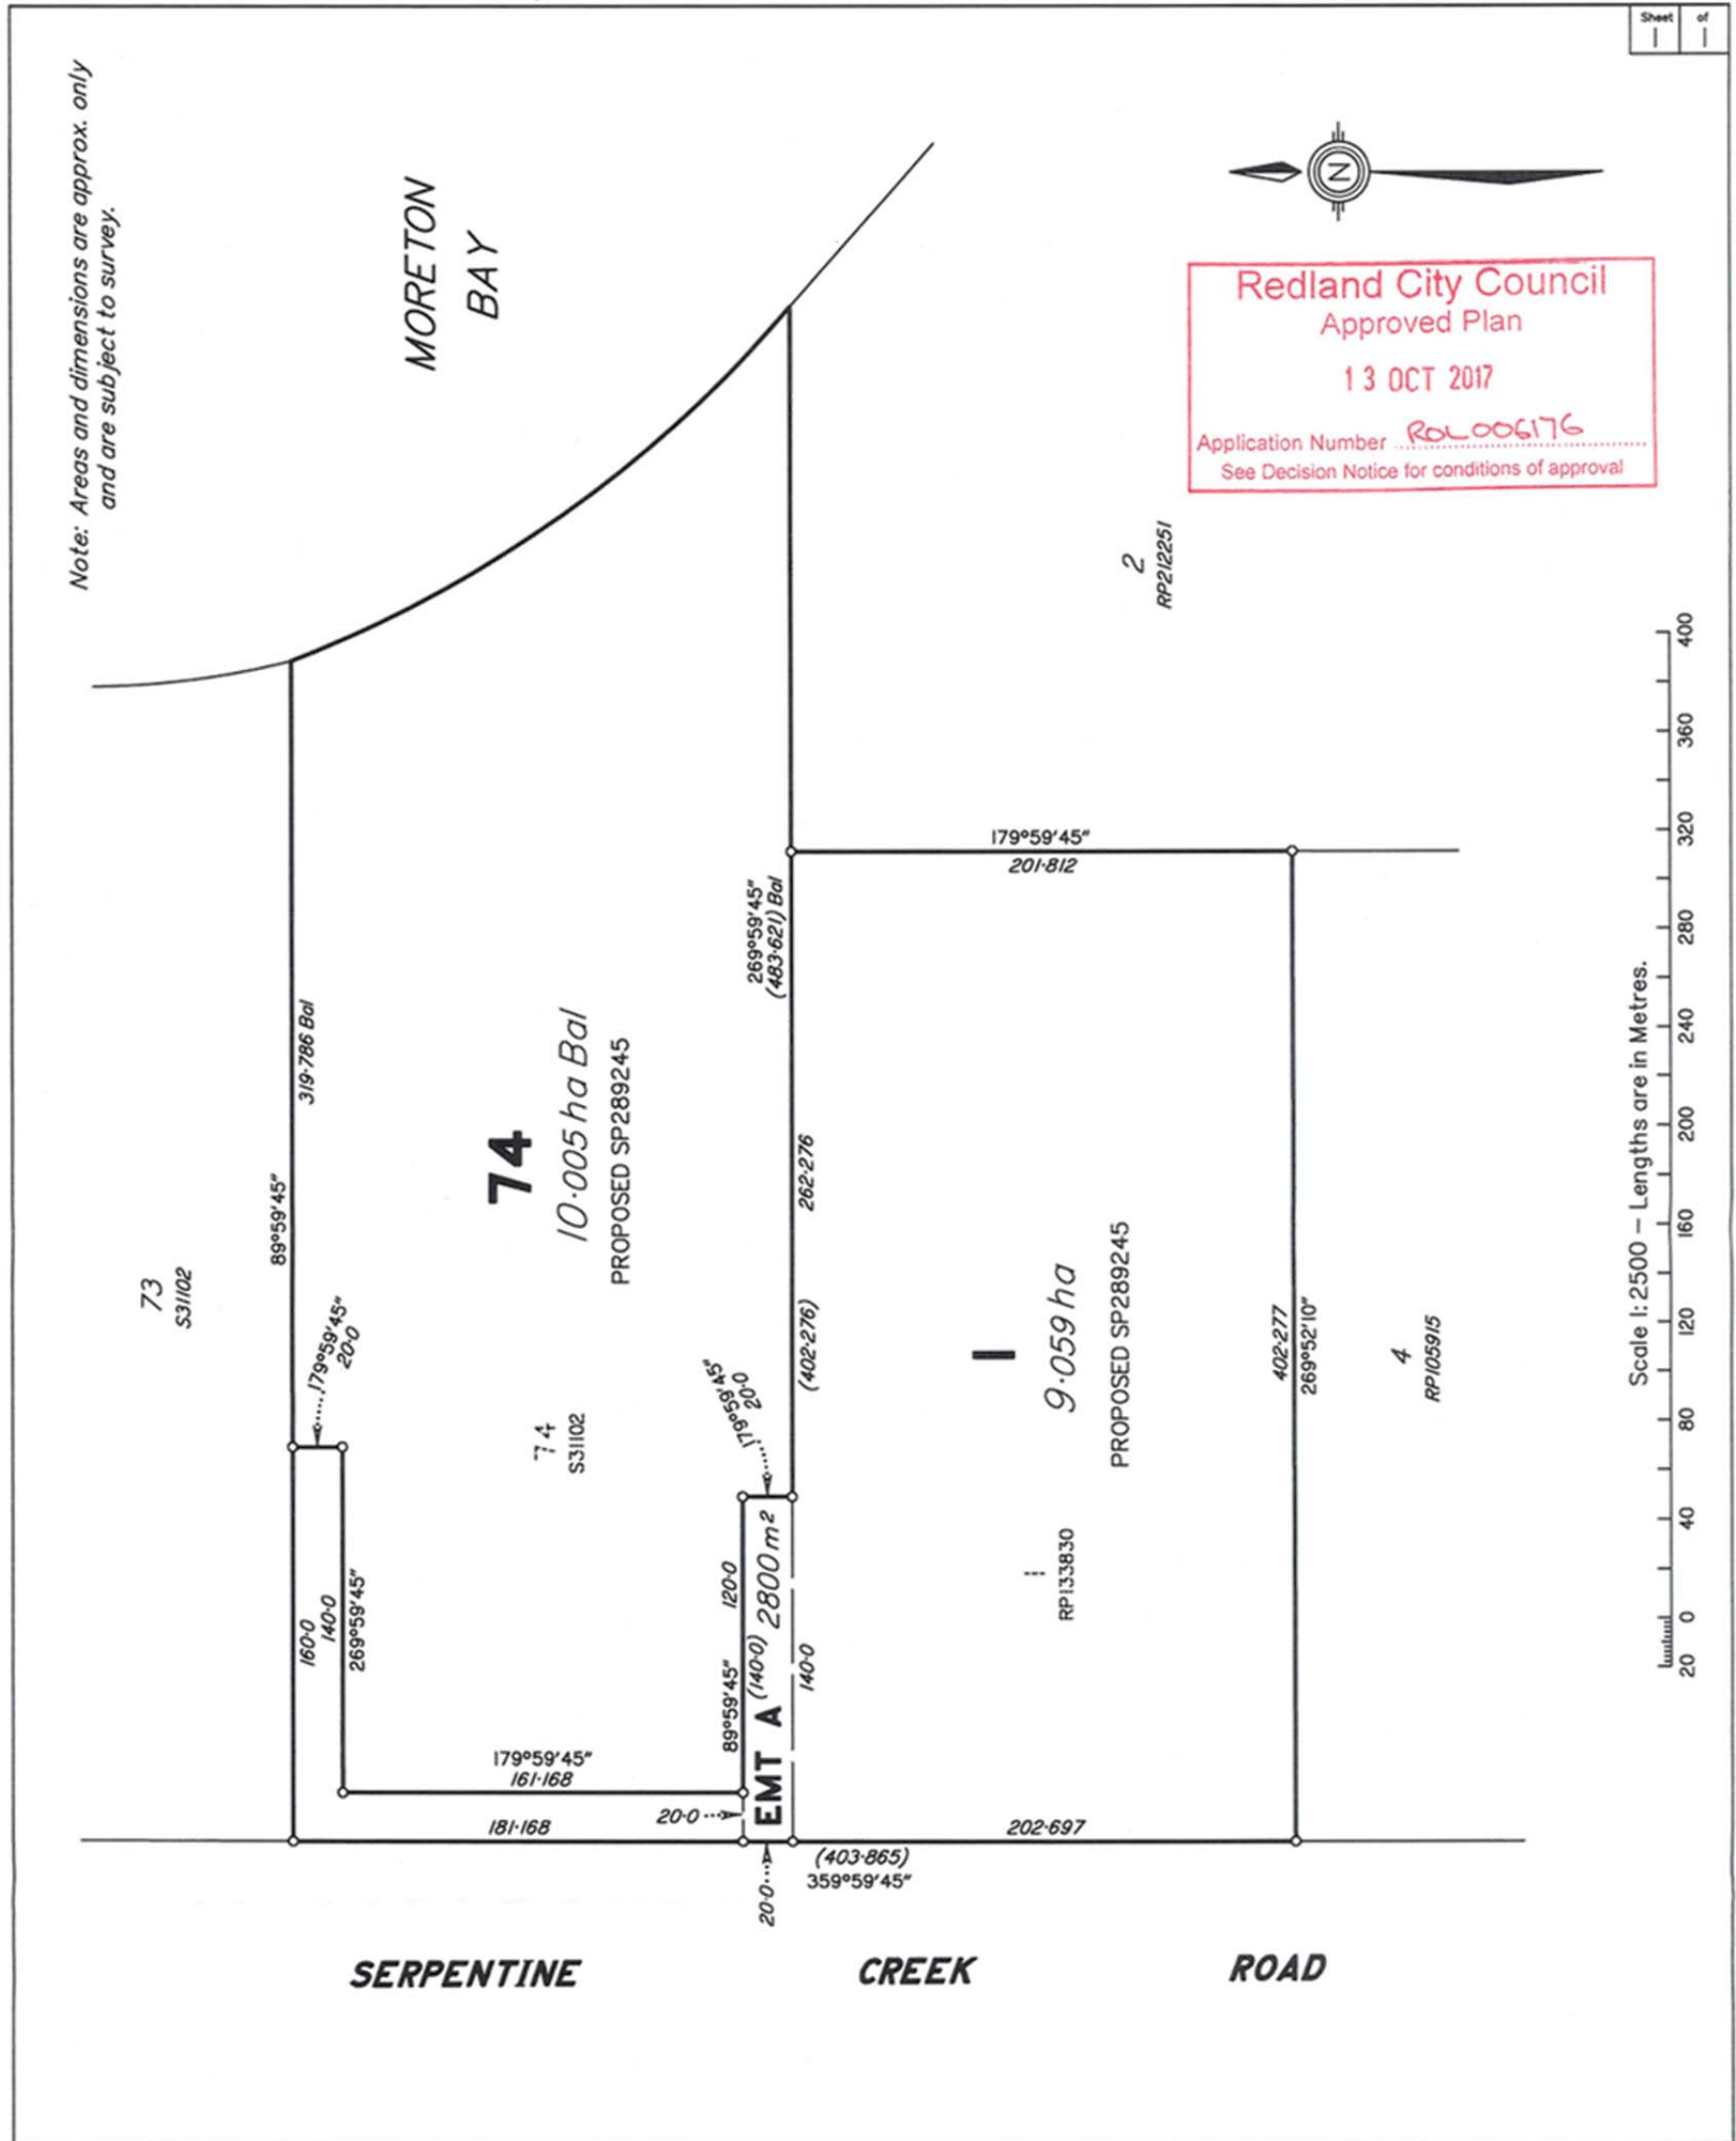 Sheet
of
Note: Areas and dimensions are approx. only
and are subject to survey.
MORETON
BAY
Redland City Council
Approved Plan
13 OCT 2017
Application Number ROL006176
See Decision Notice for conditions of approval
2
RP212251
179°59'45"
201·812
269°59'45"
(483·621) Bal
89°59'45"
319·786 Bal
74
10·005 ha Bal
PROPOSED SP289245
73
S31102
179°59'45"
20·0
74
S31102
179°59'45"
20·0
262·276
(402·276)
1
9·059 ha
PROPOSED SP289245
1
RP133830
402·277
269°52'10"
4
RP105915
160·0
140·0
269°59'45"
89°59'45"
120·0
EMT A
(140·0)
2800 m²
140·0
179°59'45"
161·168
20·0
181·168
202·697
20·0
(403·865)
359°59'45"
SERPENTINE CREEK ROAD
Scale 1:2500 – Lengths are in Metres.
20 0 40 80 120 160 200 240 280 320 360 400
N